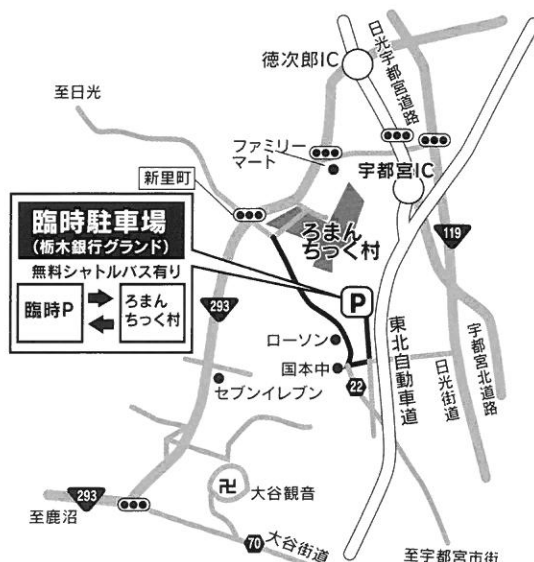 徳次郎IC
日光宇都宮道路
至日光
ファミリー
マート
宇都宮IC
新里町
臨時駐車場
(栃木銀行グランド)
無料シャトルバス有り
臨時P
ろまん
ちっく村
ろまん
ちっく村
119
P
293
ローソン
国本中
22
セブンイレブン
東北自動車道
日光街道
宇都宮北道路
卍
大谷観音
293
至鹿沼
70
大谷街道
至宇都宮市街